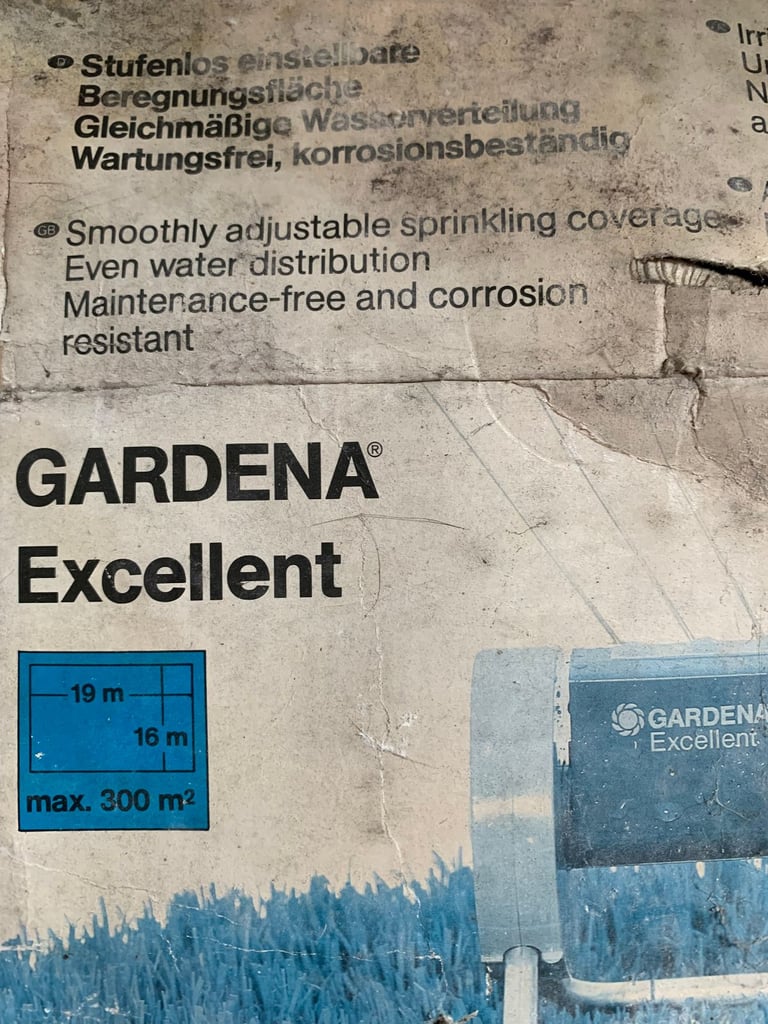 D Stufenlos einstellbare
Beregnungsfläche
Gleichmäßige Wasserverteilung
Wartungsfrei, korrosionsbeständig
GB Smoothly adjustable sprinkling coverage
Even water distribution
Maintenance-free and corrosion
resistant
GARDENA®
Excellent
19 m
16 m
max. 300 m²
GARDENA
Excellent